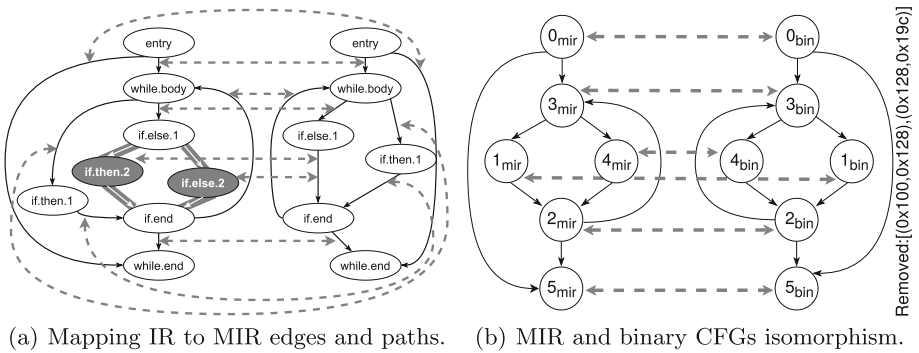 entry
entry
while.body
while.body
if.else.1
if.else.1
if.then.2
if.else.2
if.then.1
if.then.1
if.end
if.end
while.end
while.end
0mir
0bin
3mir
3bin
1mir
4mir
4bin
1bin
2mir
2bin
5mir
5bin
Removed:[(0x100,0x128),(0x128,0x19c)]
(a) Mapping IR to MIR edges and paths.
(b) MIR and binary CFGs isomorphism.